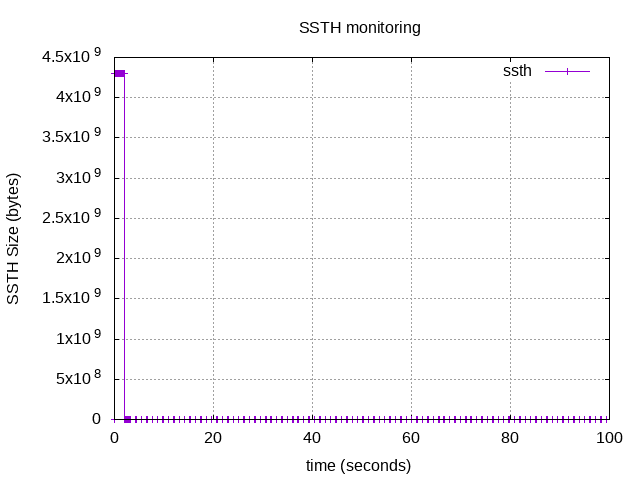 SSTH monitoring
ssth
4.5x10^9
4x10^9
3.5x10^9
3x10^9
2.5x10^9
2x10^9
1.5x10^9
1x10^9
5x10^8
0
SSTH Size (bytes)
0 20 40 60 80 100
time (seconds)